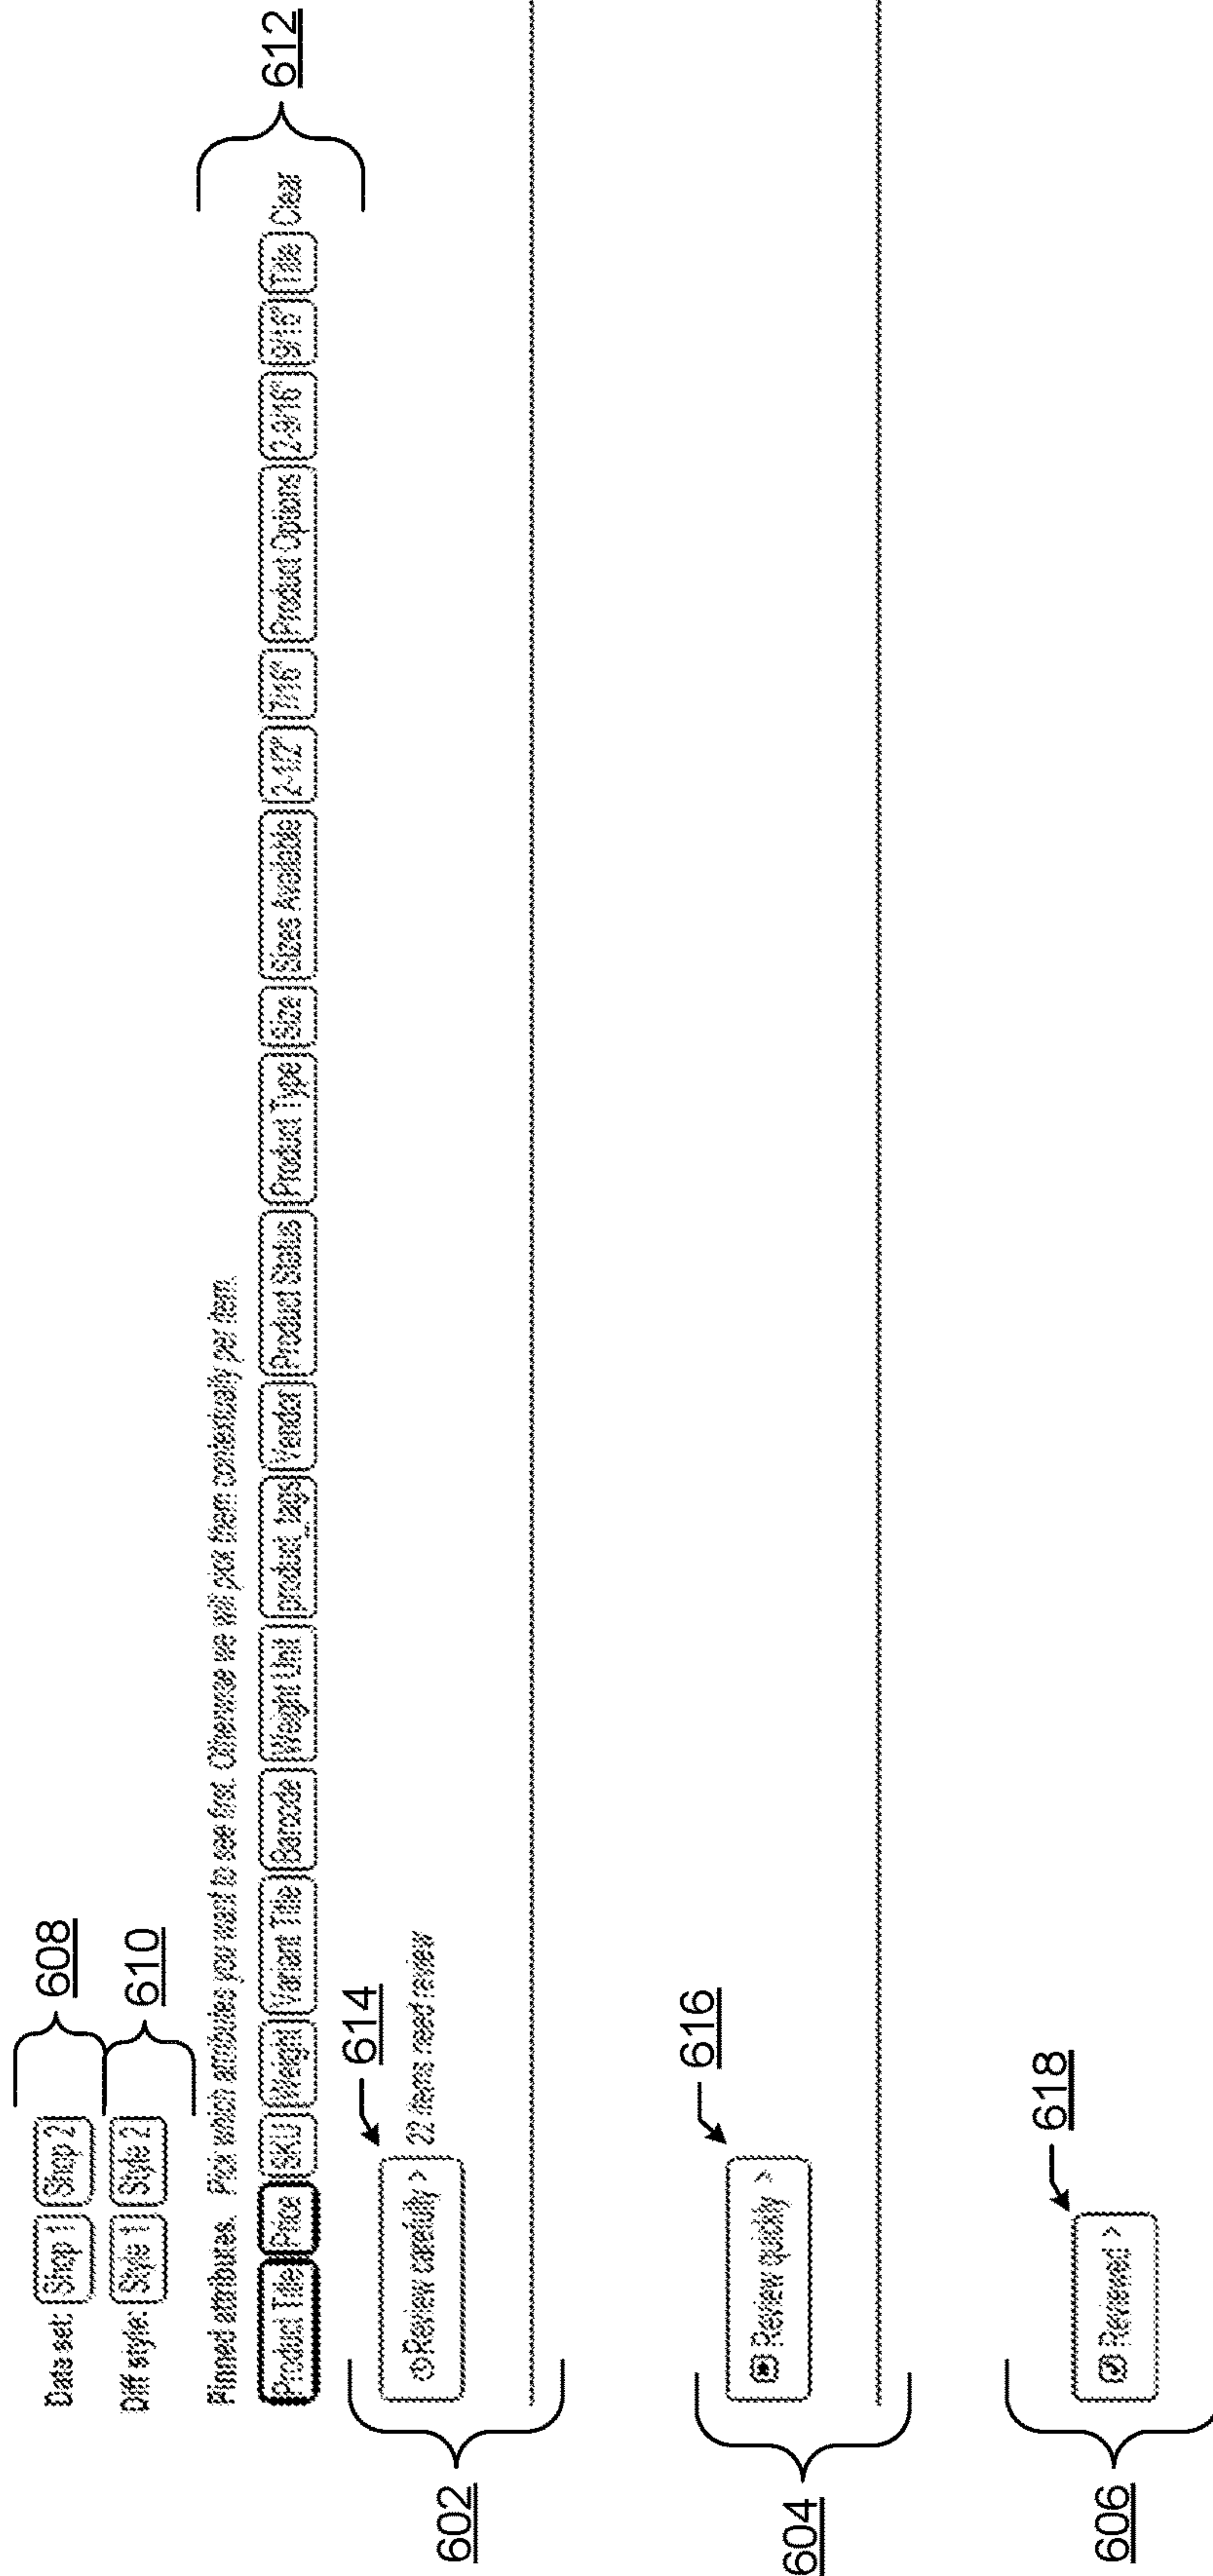 Data set: Shop 1 Shop 2 608
Diff style: Style 1 Style 2 610
Pinned attributes. Pick which attributes you want to see first. Otherwise we will pick them contextually per item.
Product Title Price SKU Weight Variant Title Barcode Weight Unit product_tags Vendor Product Status Product Type size Sizes Available 2-1/2" 7/16" Product Options 2-9/16" 9/16" Title Clear 612
614
602 Review carefully > 22 items need review
616
604 Review quickly >
618
606 Reviewed >